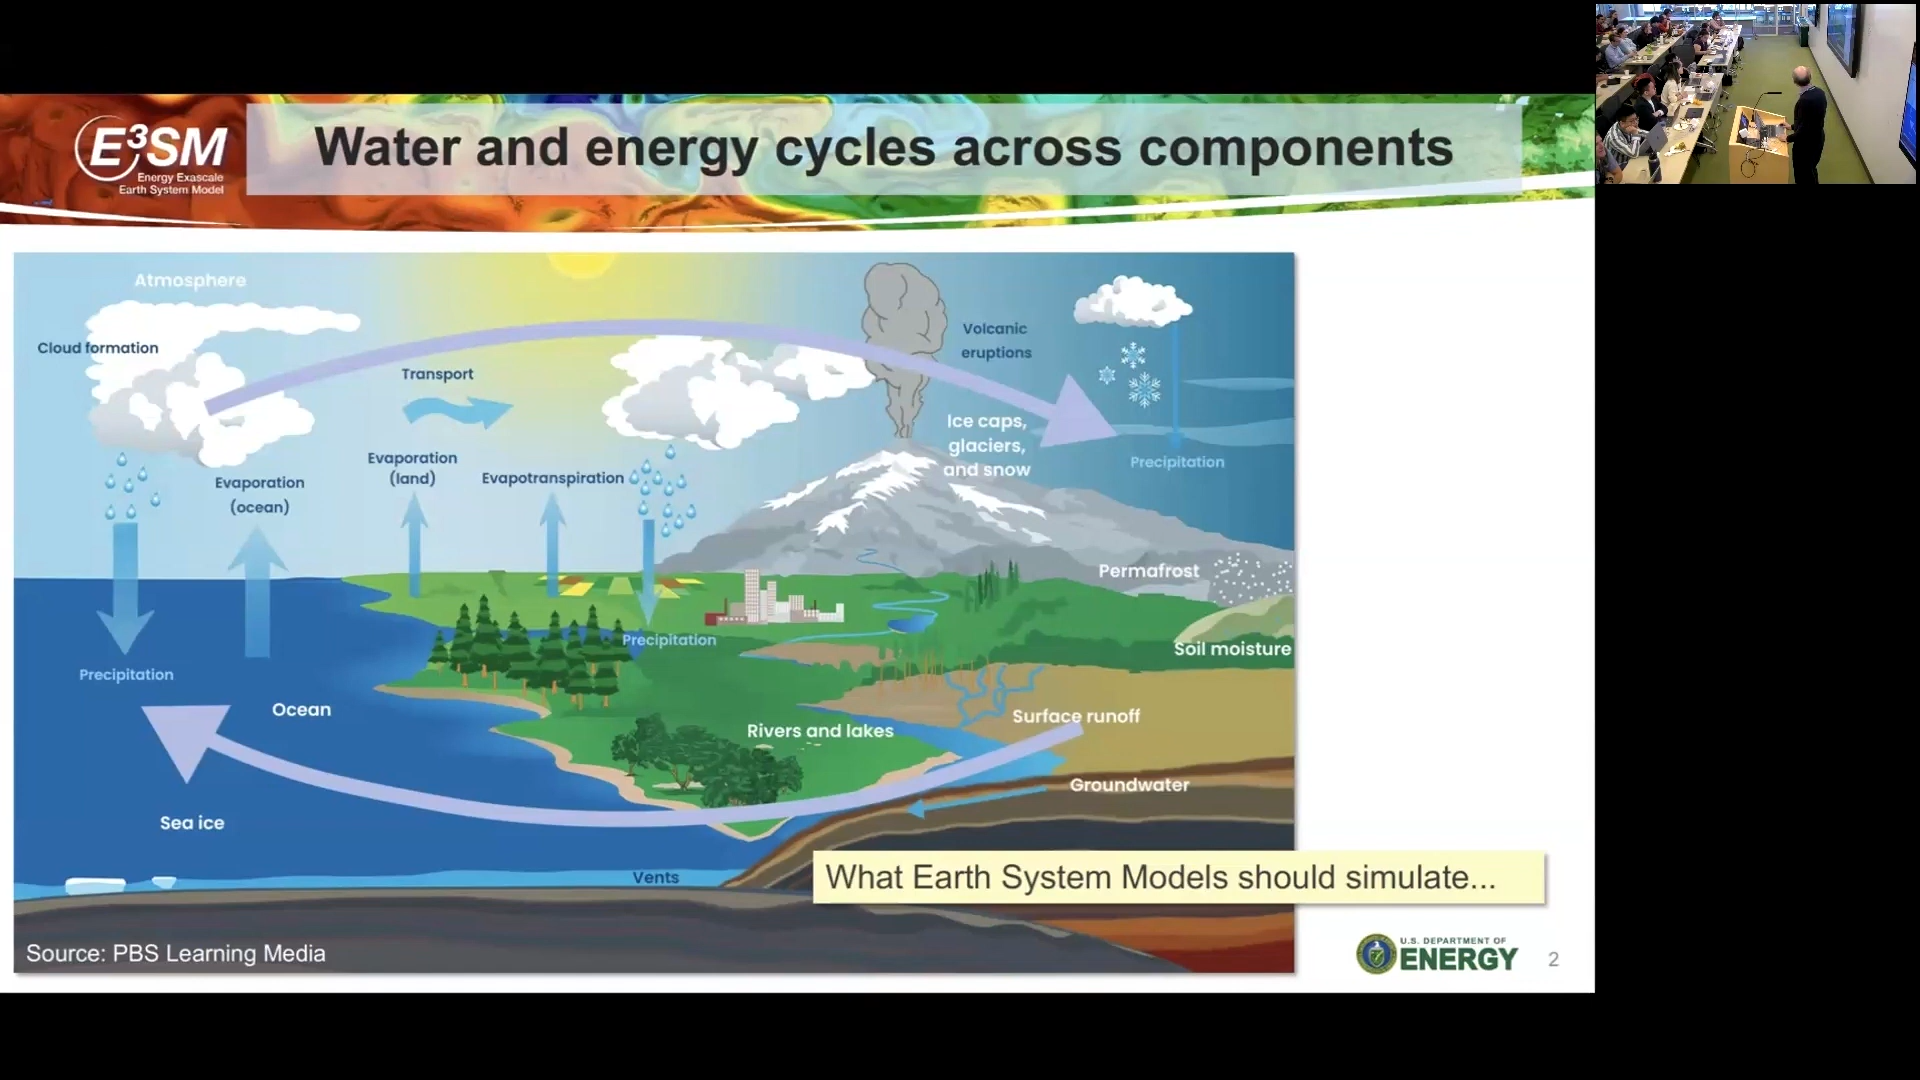 E3SM
Energy Exascale
Earth System Model
Water and energy cycles across components
Atmosphere
Cloud formation
Transport
Volcanic
eruptions
Ice caps,
glaciers,
and snow
Precipitation
Evaporation
(land)
Evapotranspiration
Evaporation
(ocean)
Permafrost
Precipitation
Soil moisture
Precipitation
Ocean
Surface runoff
Rivers and lakes
Groundwater
Sea ice
Vents
What Earth System Models should simulate...
Source: PBS Learning Media
U.S. DEPARTMENT OF
ENERGY
2